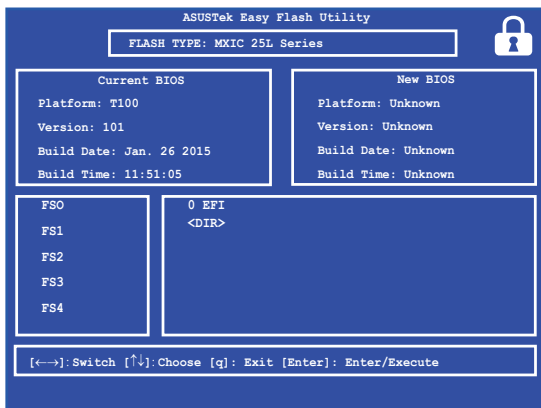 ASUSTek Easy Flash Utility
FLASH TYPE: MXIC 25L Series
Current BIOS
Platform: T100
Version: 101
Build Date: Jan. 26 2015
Build Time: 11:51:05
New BIOS
Platform: Unknown
Version: Unknown
Build Date: Unknown
Build Time: Unknown
FSO
FS1
FS2
FS3
FS4
0 EFI
<DIR>
[←→]: Switch [↑↓]: Choose [q]: Exit [Enter]: Enter/Execute